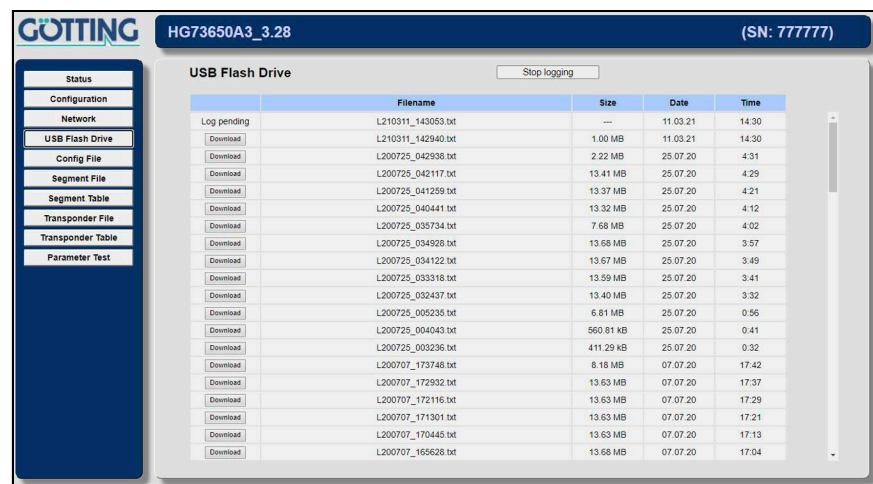 GÖTTING
HG73650A3_3.28 (SN: 777777)
Status
Configuration
Network
USB Flash Drive
Config File
Segment File
Segment Table
Transponder File
Transponder Table
Parameter Test
USB Flash Drive Stop logging
Filename Size Date Time
Log pending L210311_143053.txt --- 11.03.21 14:30
Download L210311_142940.txt 1.00 MB 11.03.21 14:30
Download L200725_042938.txt 2.22 MB 25.07.20 4:31
Download L200725_042117.txt 13.41 MB 25.07.20 4:29
Download L200725_041259.txt 13.37 MB 25.07.20 4:21
Download L200725_040441.txt 13.32 MB 25.07.20 4:12
Download L200725_035734.txt 7.68 MB 25.07.20 4:02
Download L200725_034928.txt 13.68 MB 25.07.20 3:57
Download L200725_034122.txt 13.67 MB 25.07.20 3:49
Download L200725_033318.txt 13.59 MB 25.07.20 3:41
Download L200725_032437.txt 13.40 MB 25.07.20 3:32
Download L200725_005235.txt 6.81 MB 25.07.20 0:56
Download L200725_004043.txt 560.81 kB 25.07.20 0:41
Download L200725_003236.txt 411.29 kB 25.07.20 0:32
Download L200707_173748.txt 8.18 MB 07.07.20 17:42
Download L200707_172932.txt 13.63 MB 07.07.20 17:37
Download L200707_172116.txt 13.63 MB 07.07.20 17:29
Download L200707_171301.txt 13.63 MB 07.07.20 17:21
Download L200707_170445.txt 13.63 MB 07.07.20 17:13
Download L200707_165628.txt 13.68 MB 07.07.20 17:04